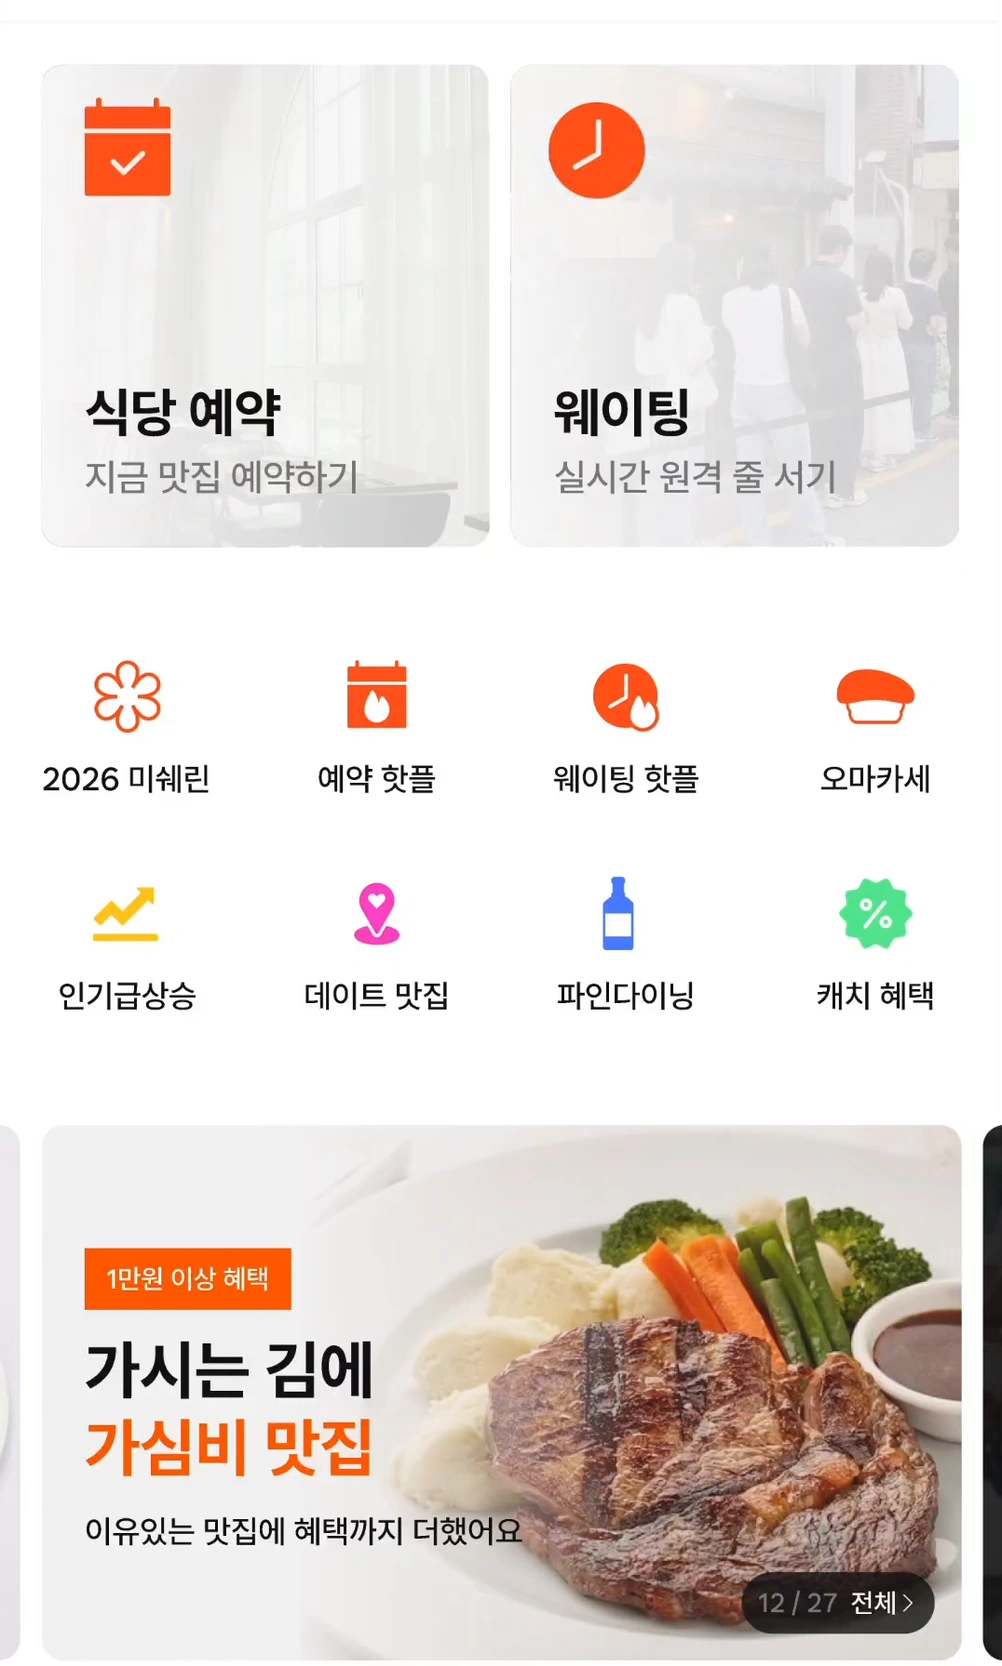 식당 예약
지금 맛집 예약하기
웨이팅
실시간 원격 줄 서기
2026 미쉐린
예약 핫플
웨이팅 핫플
오마카세
인기급상승
데이트 맛집
파인다이닝
캐치 혜택
1만원 이상 혜택
가시는 김에
가심비 맛집
이유있는 맛집에 혜택까지 더했어요
12 / 27 전체 >